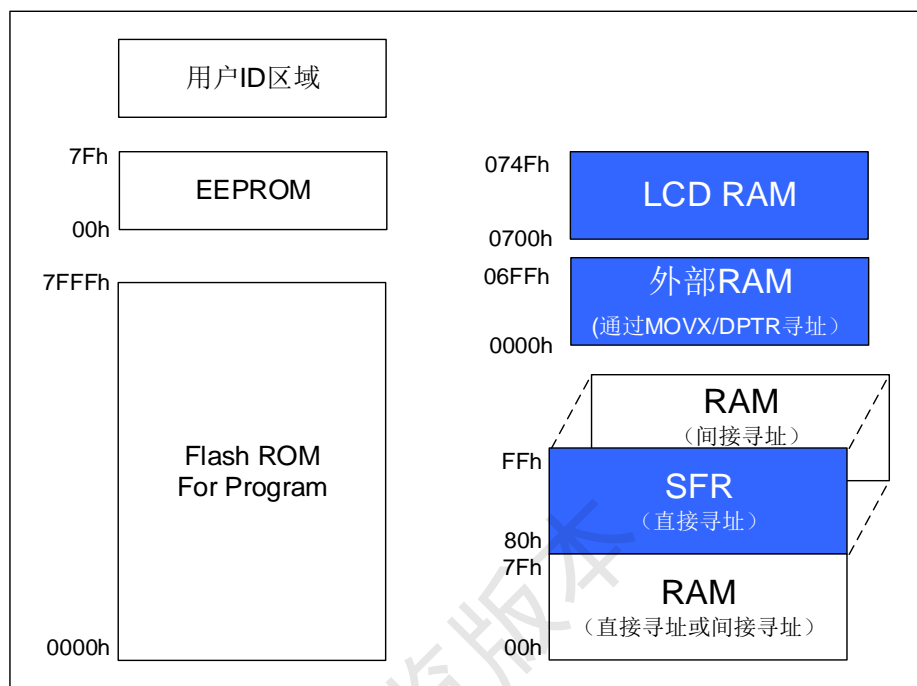 用户ID区域
7Fh
EEPROM
00h
7FFFh
Flash ROM
For Program
0000h
074Fh
LCD RAM
0700h
06FFh
外部RAM
(通过MOVX/DPTR寻址）
0000h
RAM
（间接寻址）
FFh
SFR
（直接寻址）
80h
7Fh
RAM
（直接寻址或间接寻址）
00h
版本